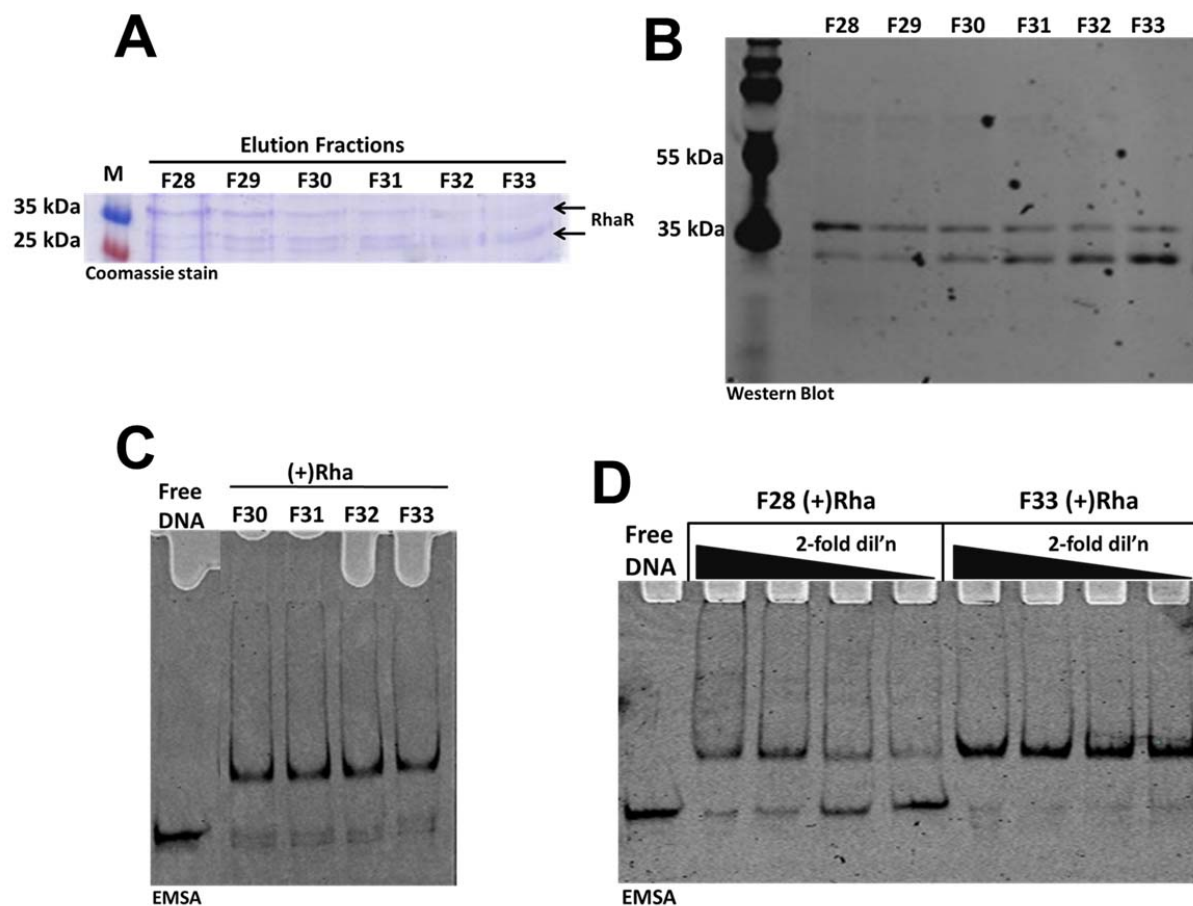 A
Elution Fractions
M F28 F29 F30 F31 F32 F33
35 kDa
25 kDa
RhaR
Coomassie stain
B
F28 F29 F30 F31 F32 F33
55 kDa
35 kDa
Western Blot
C
(+)Rha
Free
DNA
F30 F31 F32 F33
EMSA
D
F28 (+)Rha F33 (+)Rha
Free
DNA
2-fold dil’n 2-fold dil’n
EMSA